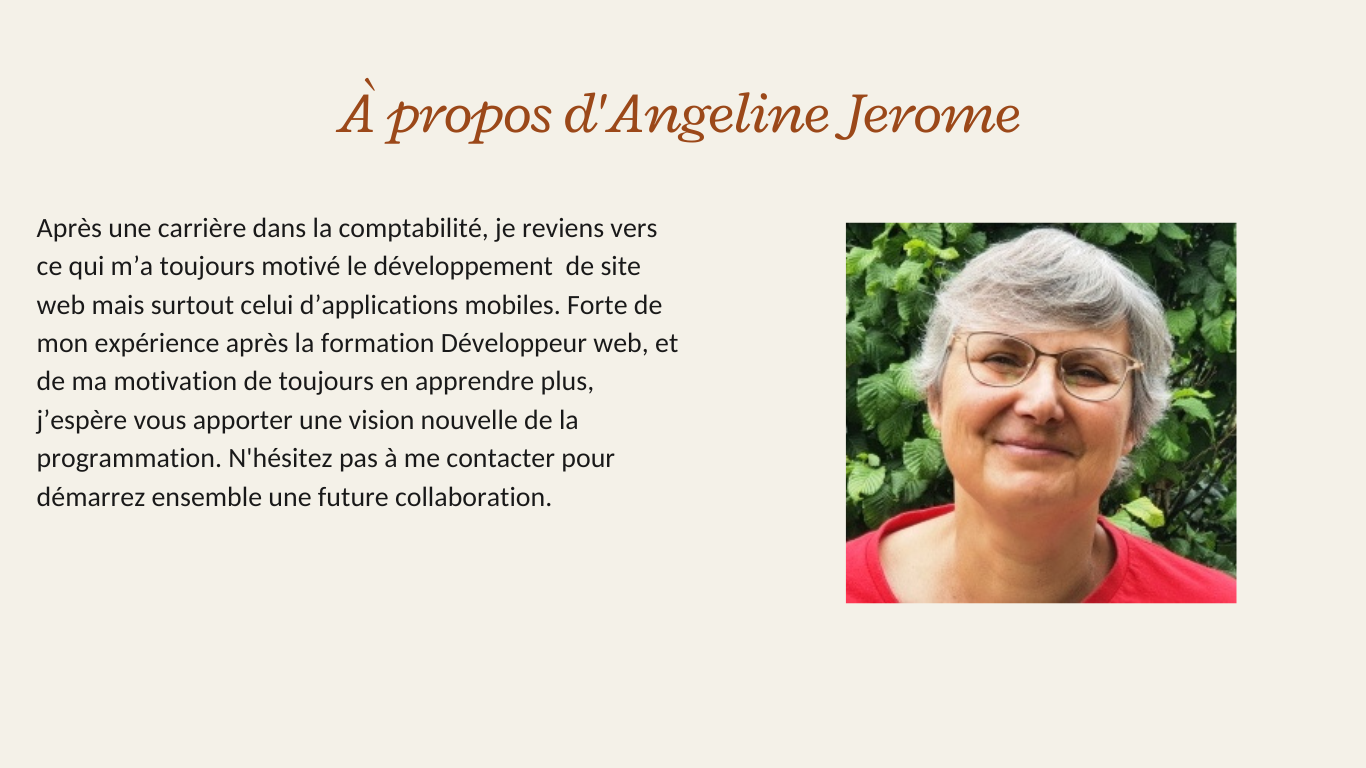 À propos d'Angeline Jerome
Après une carrière dans la comptabilité, je reviens vers
ce qui m’a toujours motivé le développement  de site
web mais surtout celui d’applications mobiles. Forte de
mon expérience après la formation Développeur web, et
de ma motivation de toujours en apprendre plus,
j’espère vous apporter une vision nouvelle de la
programmation. N'hésitez pas à me contacter pour
démarrez ensemble une future collaboration.